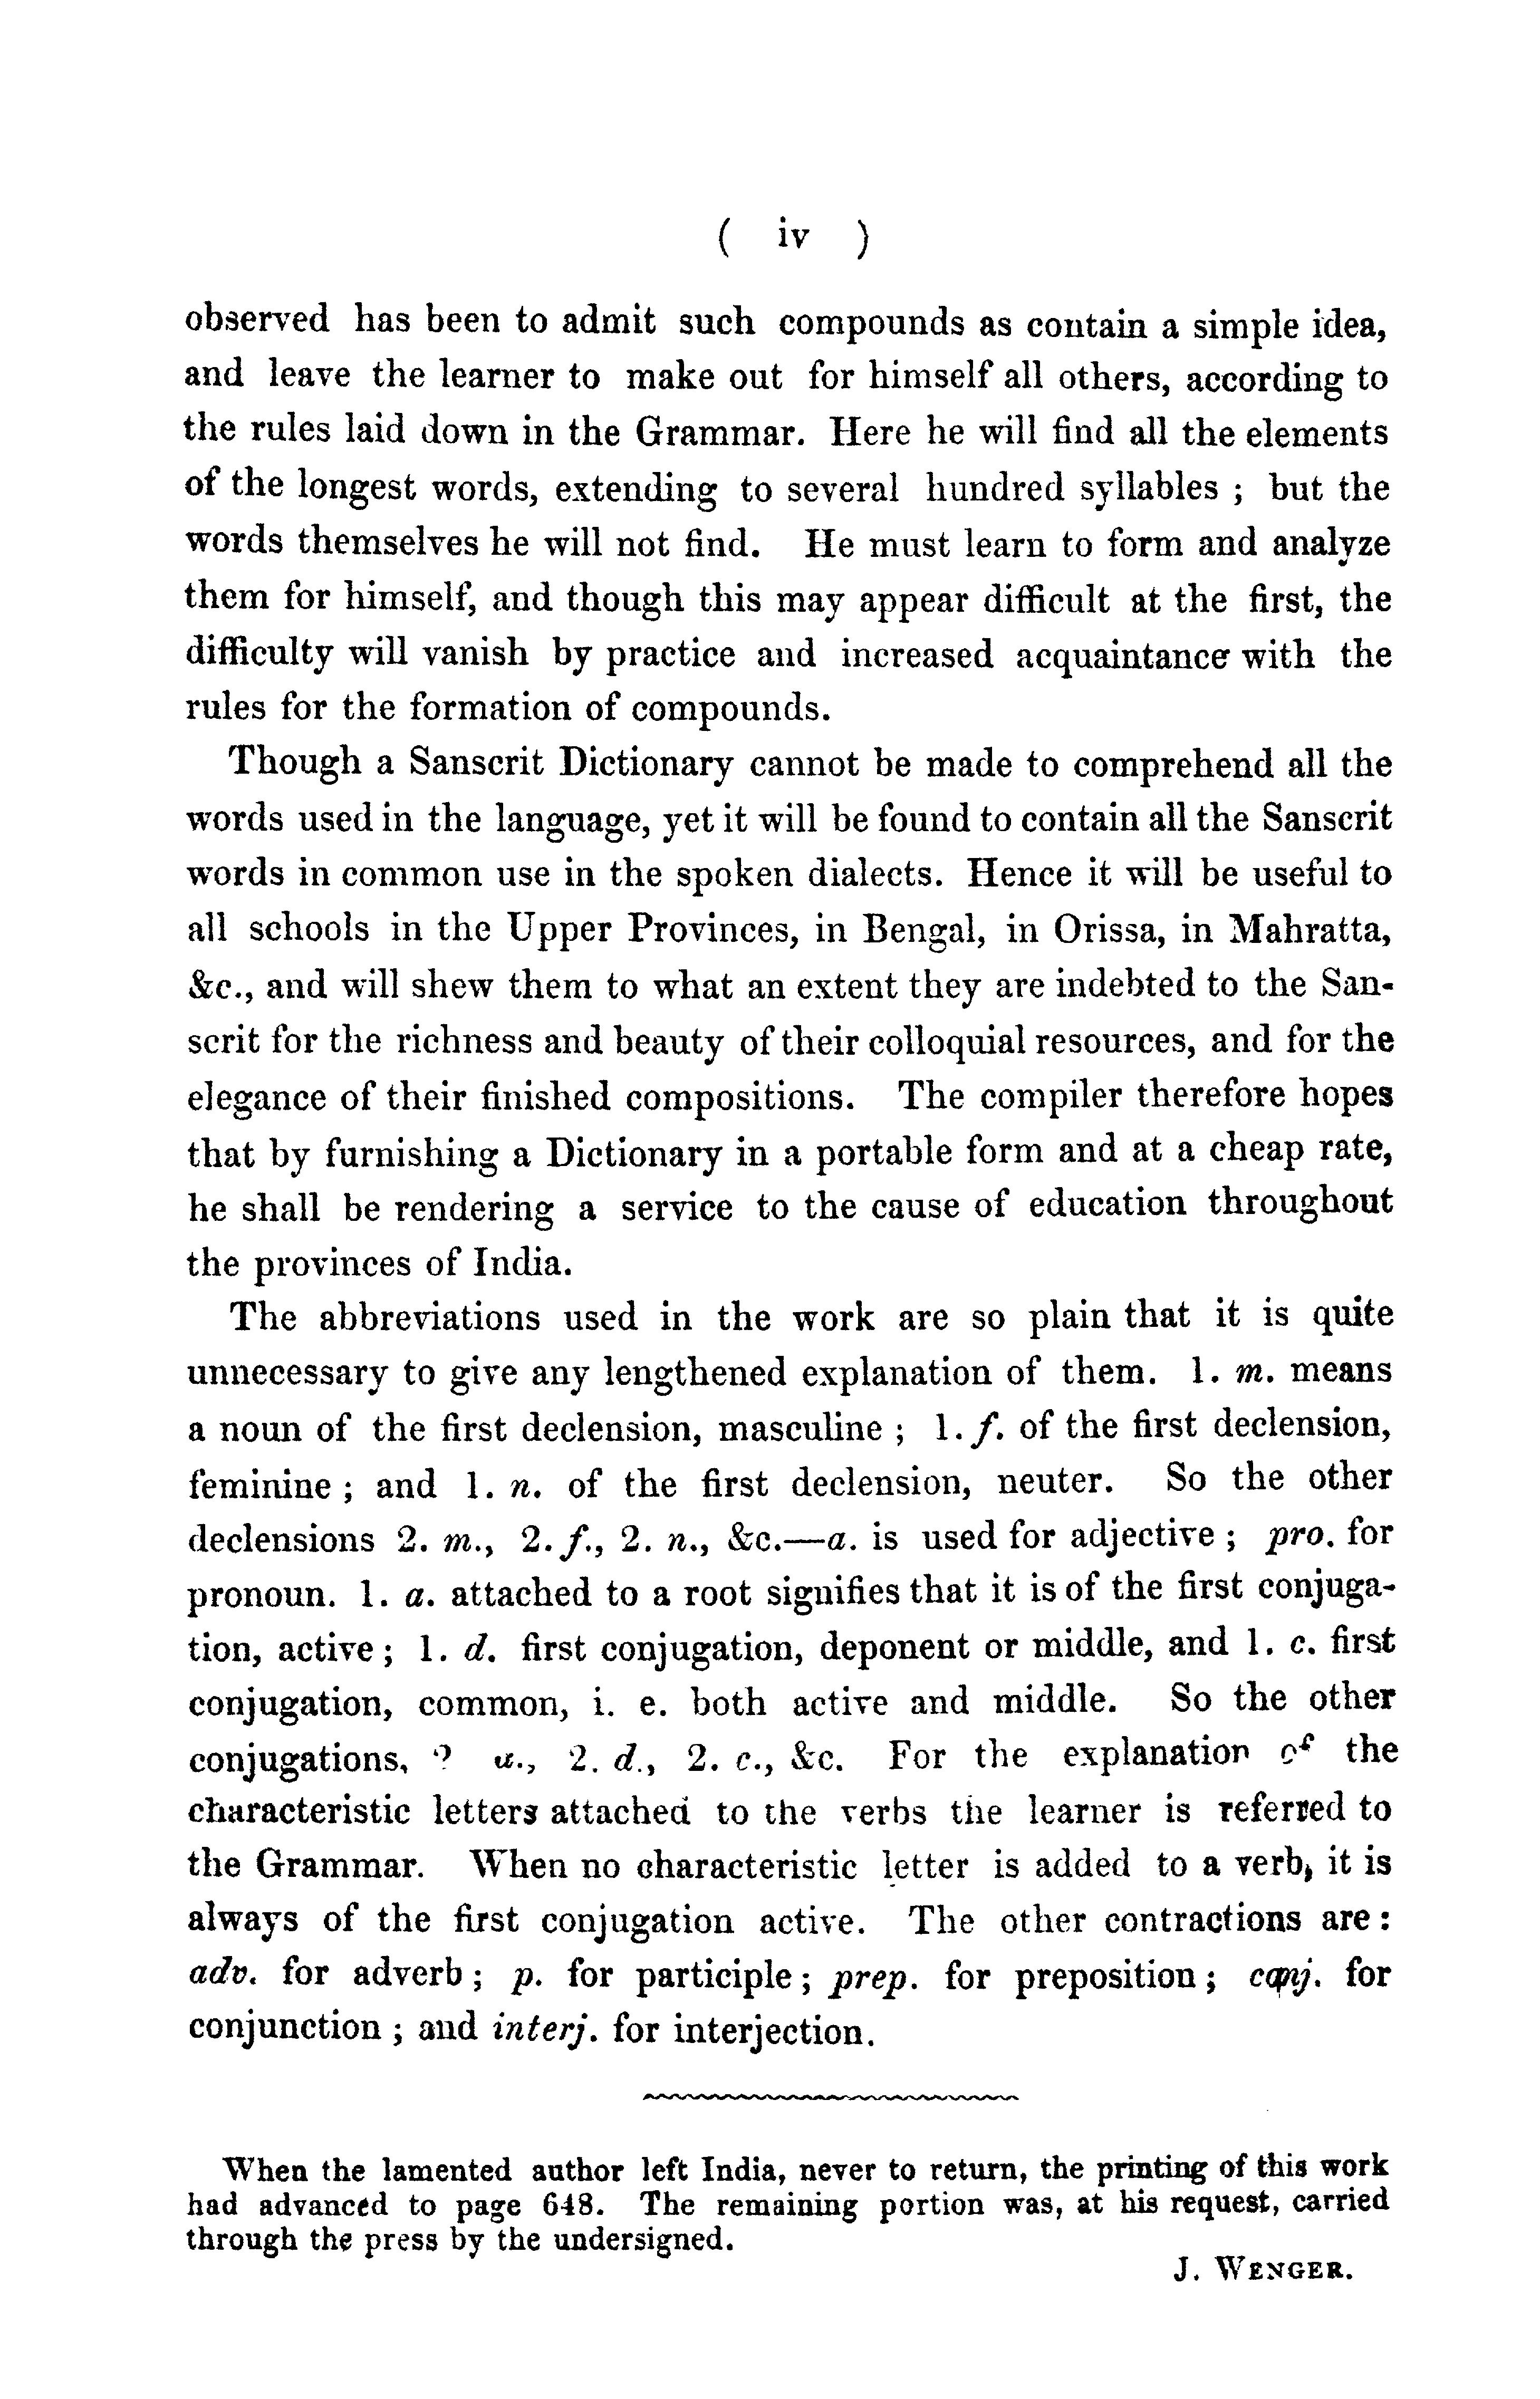 ( iv )
observed has been to admit such compounds as contain a simple idea,
and leave the learner to make out for himself all others, according to
the rules laid down in the Grammar. Here he will find all the elements
of the longest words, extending to several hundred syllables ; but the
words themselves he will not find. He must learn to form and analyze
them for himself, and though this may appear difficult at the first, the
difficulty will vanish by practice and increased acquaintance with the
rules for the formation of compounds.
Though a Sanscrit Dictionary cannot be made to comprehend all the
words used in the language, yet it will be found to contain all the Sanscrit
words in common use in the spoken dialects. Hence it will be useful to
all schools in the Upper Provinces, in Bengal, in Orissa, in Mahratta,
&c., and will shew them to what an extent they are indebted to the San-
scrit for the richness and beauty of their colloquial resources, and for the
elegance of their finished compositions. The compiler therefore hopes
that by furnishing a Dictionary in a portable form and at a cheap rate,
he shall be rendering a service to the cause of education throughout
the provinces of India.
The abbreviations used in the work are so plain that it is quite
unnecessary to give any lengthened explanation of them. 1. m. means
a noun of the first declension, masculine ; 1. f. of the first declension,
feminine ; and 1. n. of the first declension, neuter. So the other
declensions 2. m., 2. f., 2. n., &c.—a. is used for adjective ; pro. for
pronoun. 1. a. attached to a root signifies that it is of the first conjuga-
tion, active ; 1. d. first conjugation, deponent or middle, and 1. c. first
conjugation, common, i. e. both active and middle. So the other
conjugations, 2 a., 2. d., 2. c., &c. For the explanation of the
characteristic letters attached to the verbs the learner is referred to
the Grammar. When no characteristic letter is added to a verb, it is
always of the first conjugation active. The other contractions are :
adv. for adverb ; p. for participle ; prep. for preposition ; conj. for
conjunction ; and interj. for interjection.
When the lamented author left India, never to return, the printing of this work
had advanced to page 648. The remaining portion was, at his request, carried
through the press by the undersigned.
J. WENGER.